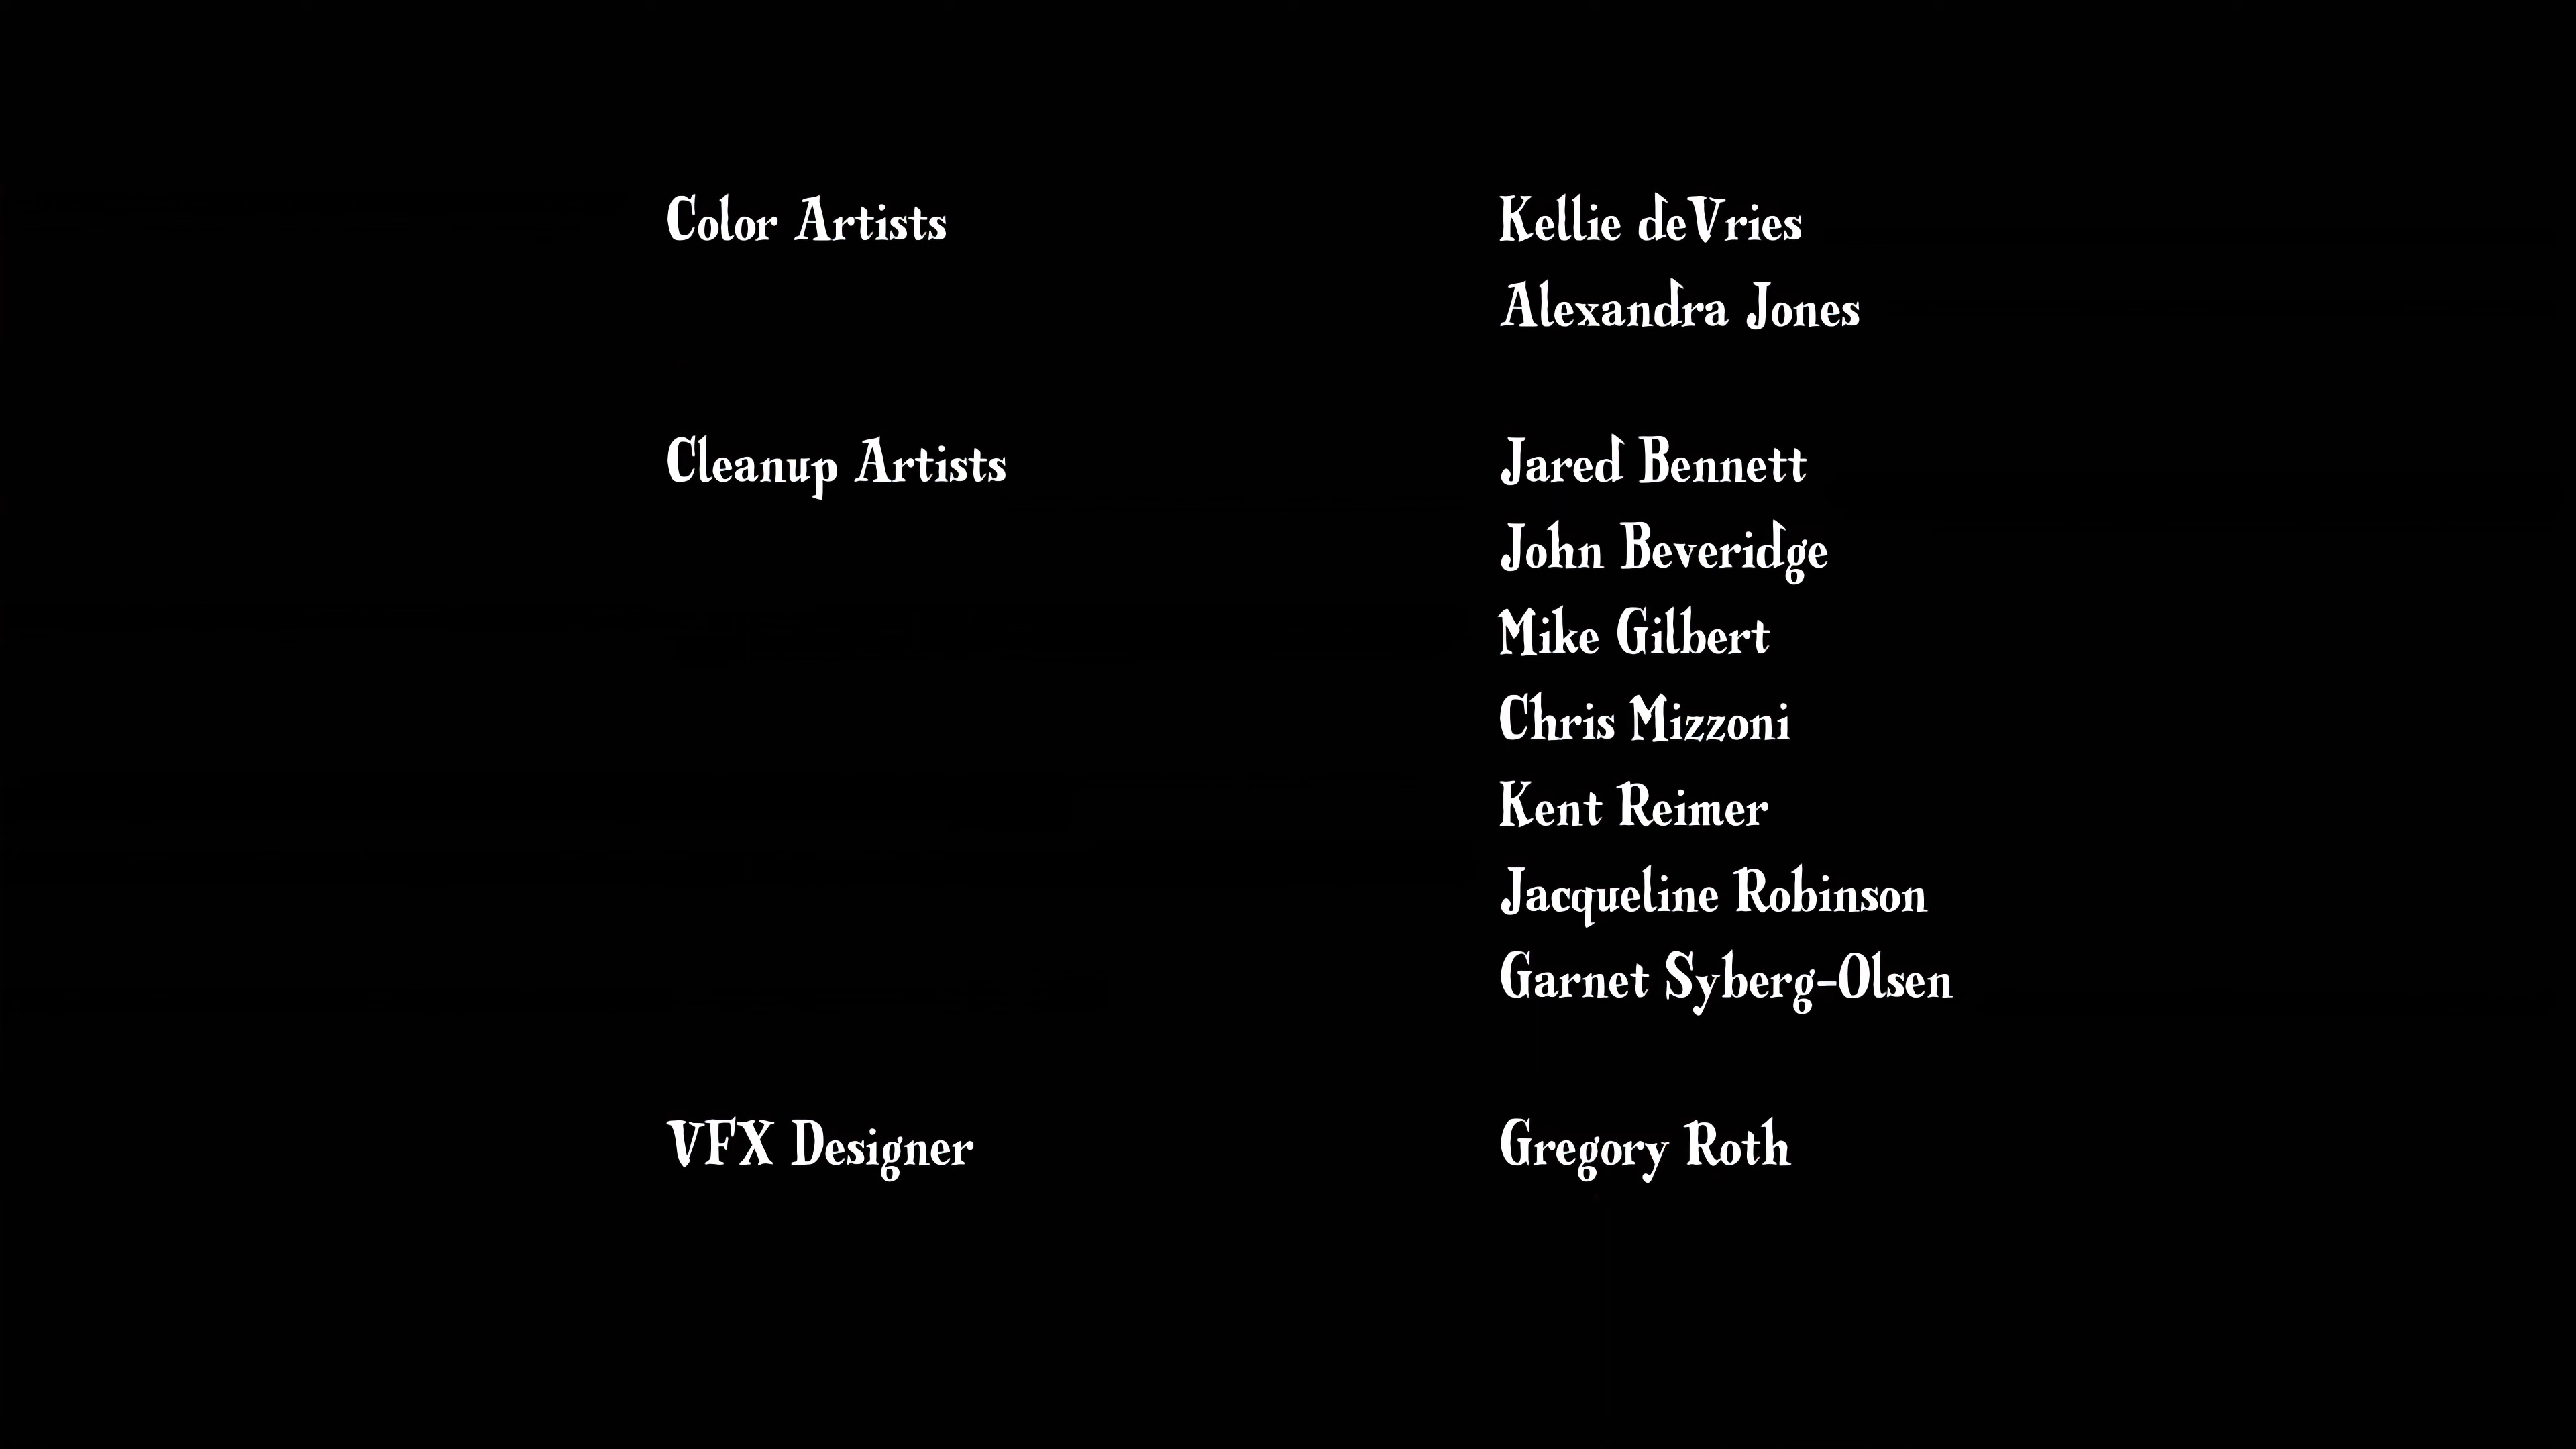 Color Artists Kellie deVries
Alexandra Jones
Cleanup Artists Jared Bennett
John Beveridge
Mike Gilbert
Chris Mizzoni
Kent Reimer
Jacqueline Robinson
Garnet Syberg-Olsen
VFX Designer Gregory Roth